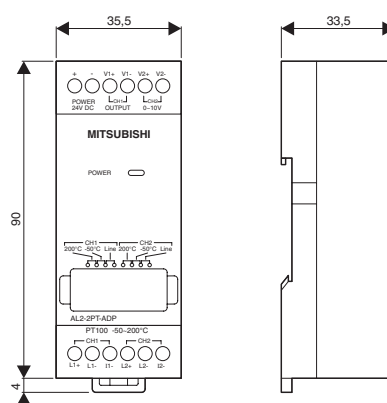 35,5
33,5
+ - V1+ V1- V2+ V2-
POWER CH1 CH2
24V DC OUTPUT 0–10V
MITSUBISHI
POWER
90
CH1 CH2
200°C -50°C Line 200°C -50°C Line
AL2-2PT-ADP
PT100 -50~200°C
CH1 CH2
L1+ L1- I1- L2+ L2- I2-
4